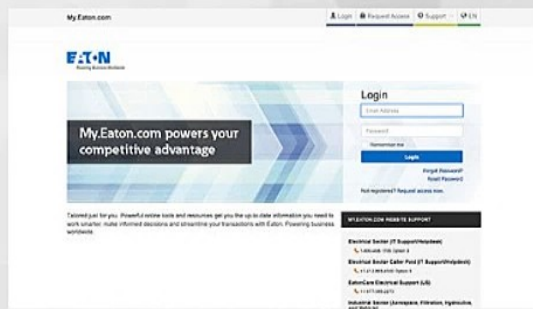 My.Eaton.com
Login
Request Access
Support
EN
EATON
Powering Business Worldwide
My.Eaton.com powers your
competitive advantage
Login
Email Address
Password
Remember me
Login
Forgot Password?
Reset Password
Not registered? Request access now.
Tailored just for you. Powerful online tools and resources get you the up-to-date information you need to
work smarter, make informed decisions and streamline your transactions with Eaton. Powering business
worldwide.
MY.EATON.COM WEBSITE SUPPORT
Electrical Sector (IT Support/Helpdesk)
Option
Electrical Sector Caller Paid (IT Support/Helpdesk)
Option
EatonCare Electrical Support (US)
Industrial Sector (Aerospace, Filtration, Hydraulics,